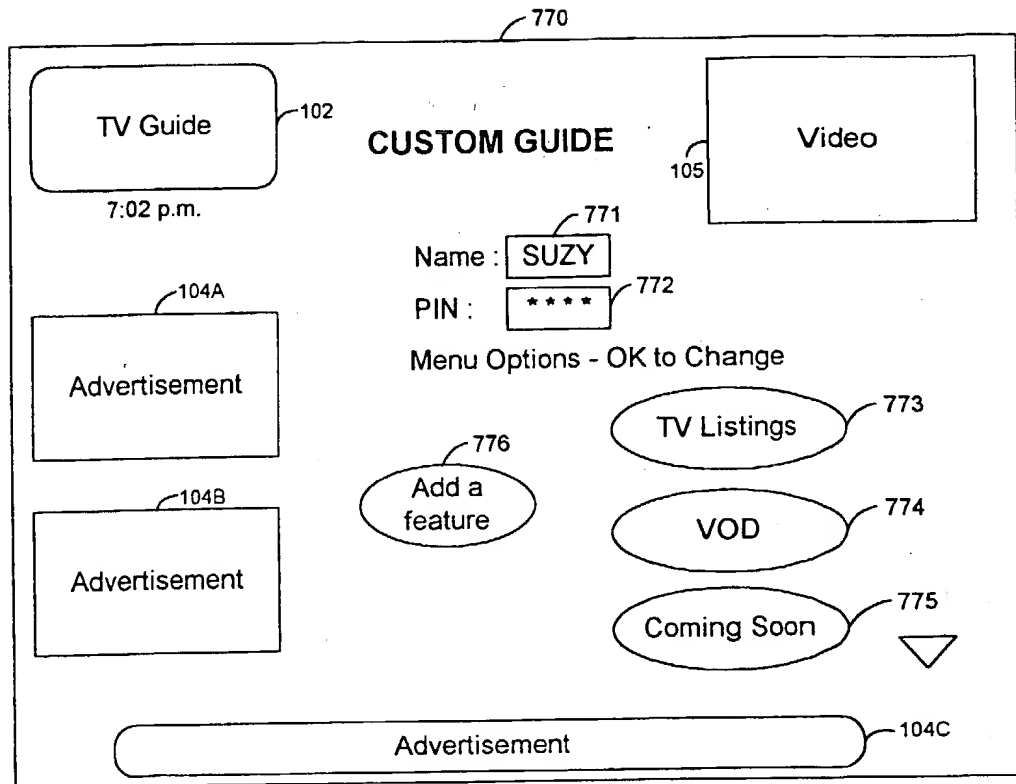 770
TV Guide
102
CUSTOM GUIDE
Video
105
7:02 p.m.
771
Name : SUZY
772
PIN : * * * *
Menu Options - OK to Change
104A
Advertisement
773
TV Listings
776
Add a
feature
104B
Advertisement
774
VOD
775
Coming Soon
Advertisement
104C